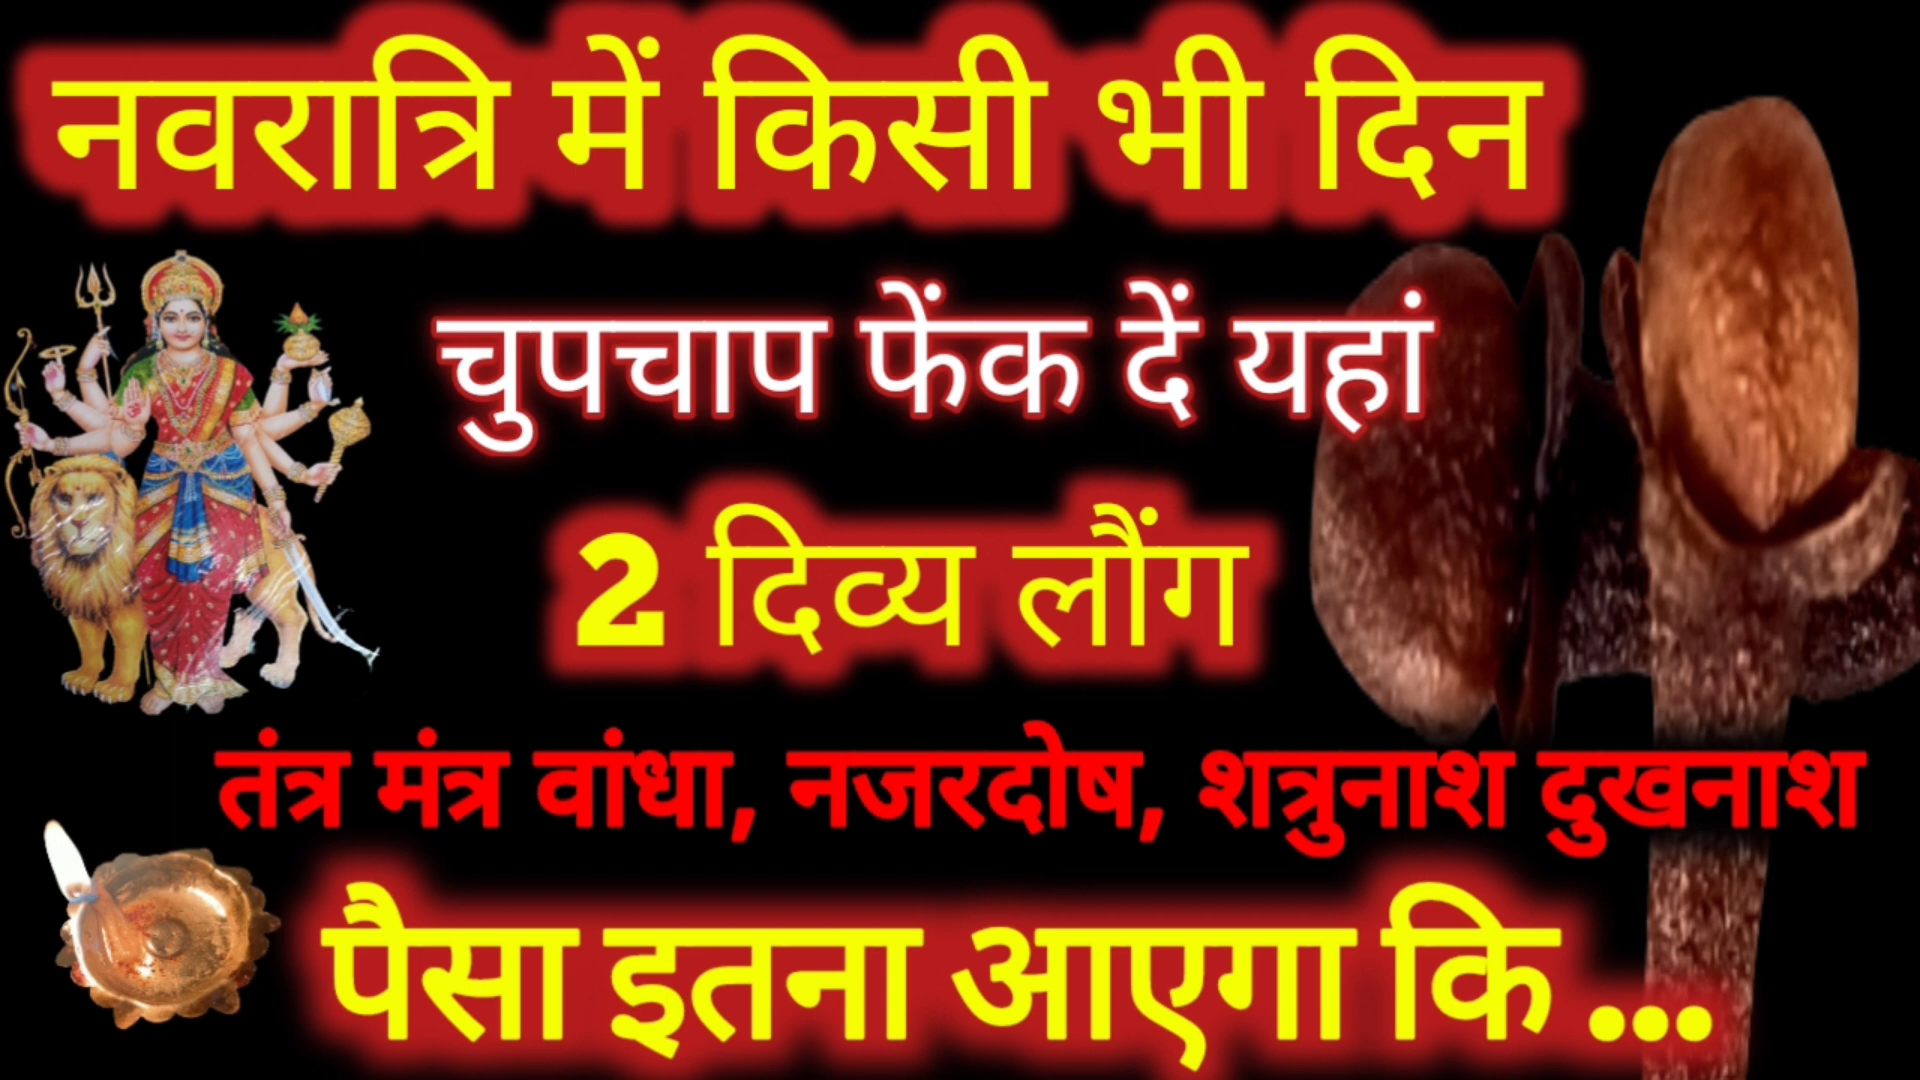 नवरात्रि में किसी भी दिन
चुपचाप फेंक दें यहां
2 दिव्य लौंग
तंत्र मंत्र वांधा, नजरदोष, शत्रुनाश दुखनाश
पैसा इतना आएगा कि ...